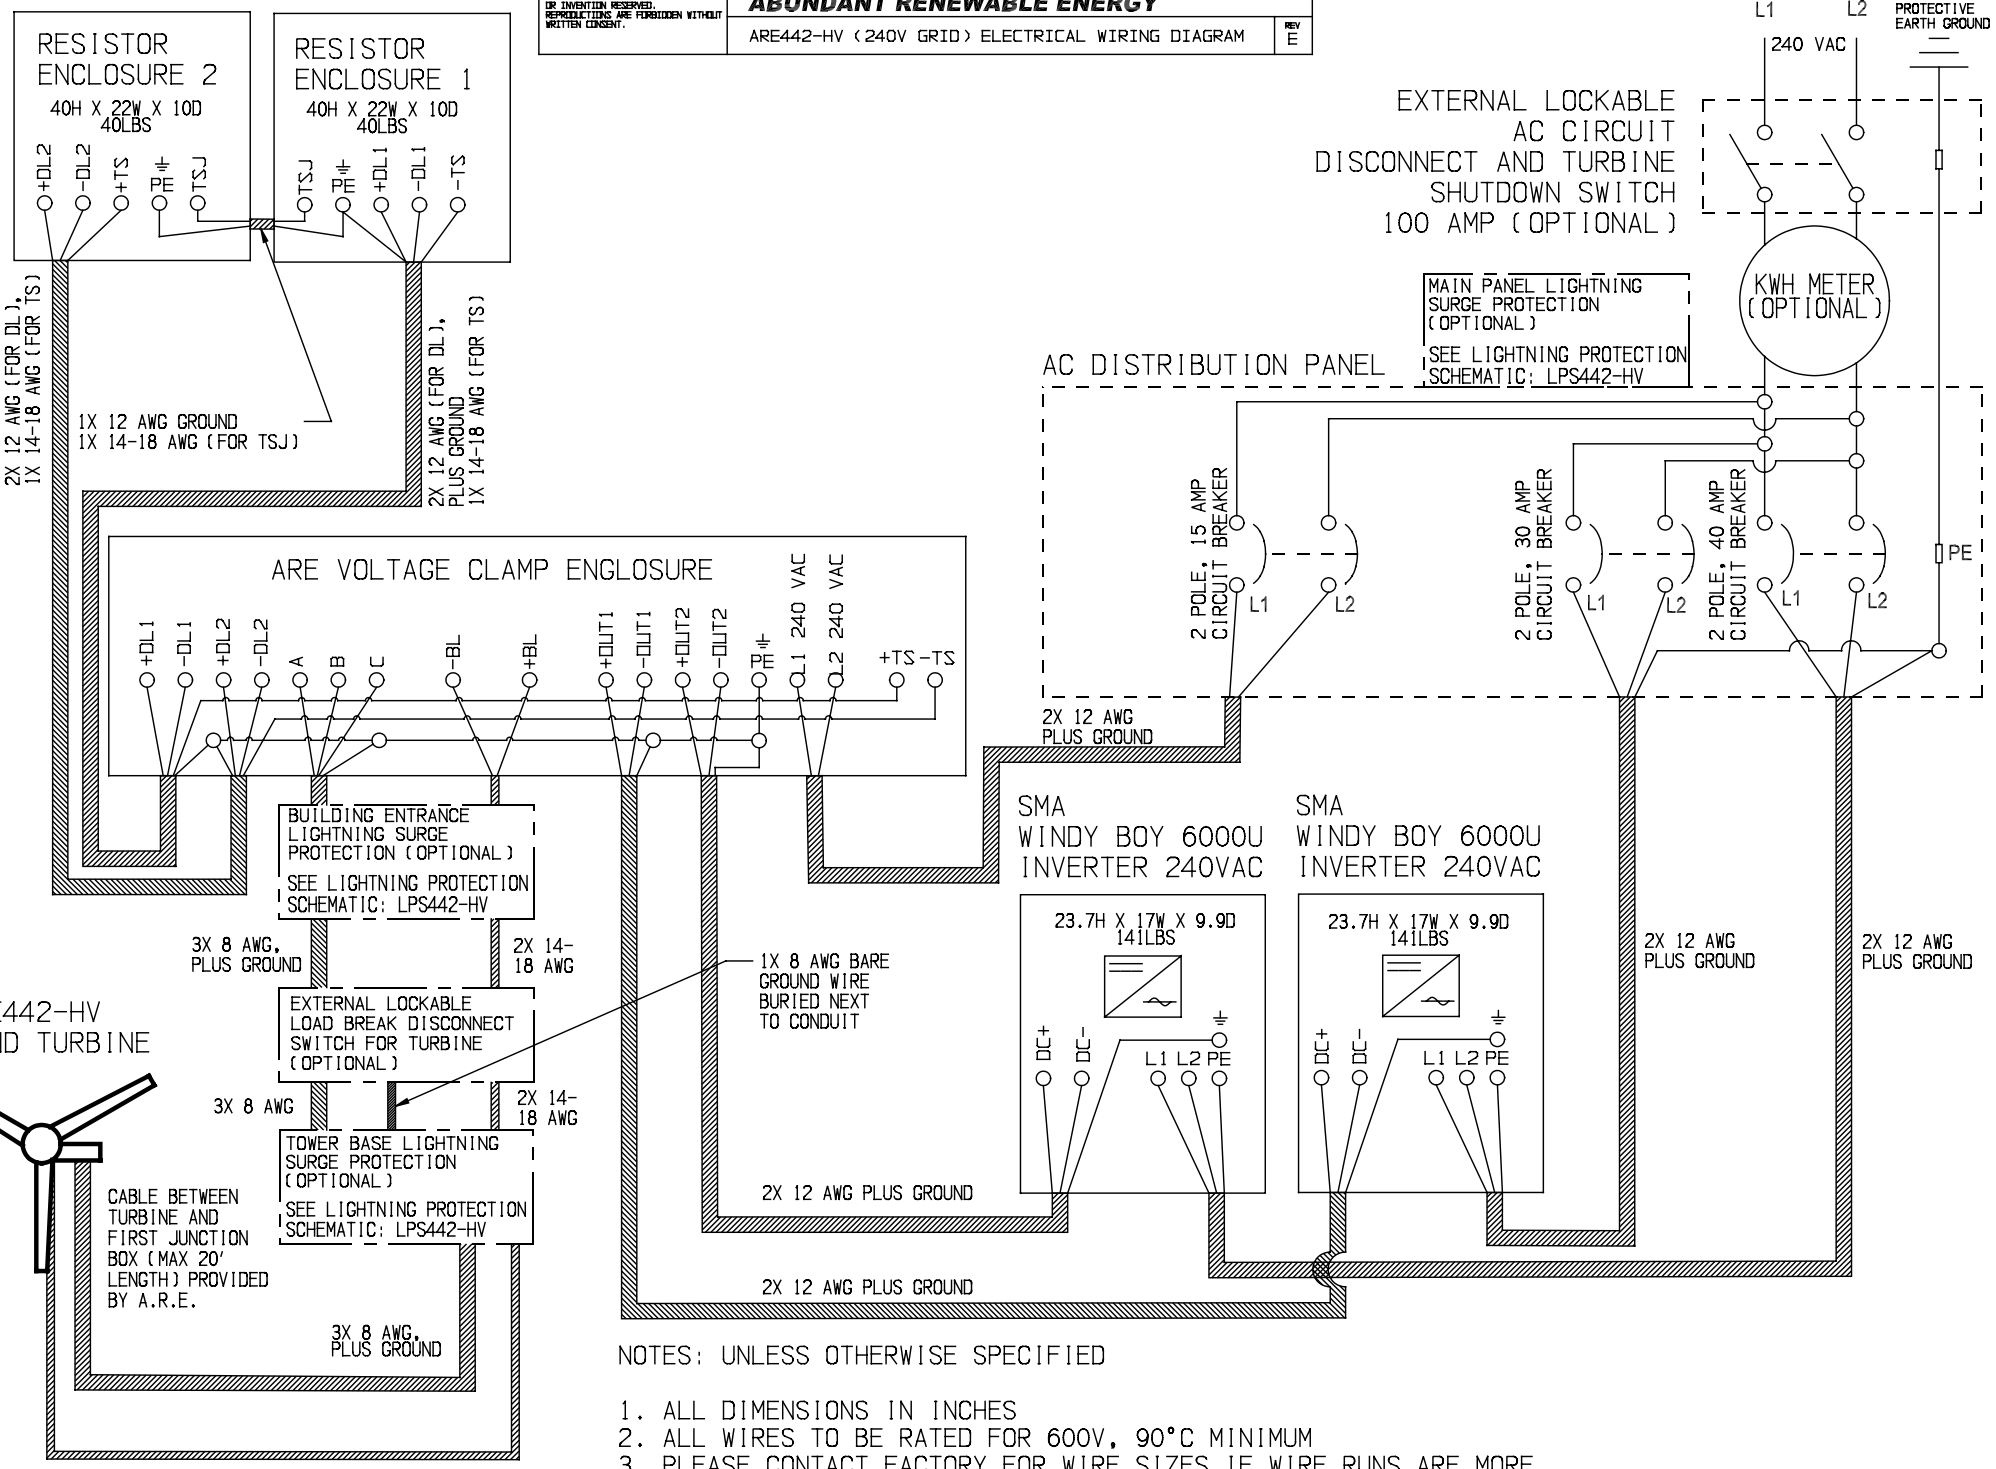 OR INVENTION RESERVED.
REPRODUCTIONS ARE FORBIDDEN WITHOUT
WRITTEN CONSENT.
ABUNDANT RENEWABLE ENERGY
ARE442-HV (240V GRID) ELECTRICAL WIRING DIAGRAM
REV
E
RESISTOR
ENCLOSURE 2
40H X 22W X 10D
40LBS
+DL2
-DL2
+TS
PE
TSJ
RESISTOR
ENCLOSURE 1
40H X 22W X 10D
40LBS
TSJ
PE
+DL1
-DL1
-TS
2X 12 AWG (FOR DL),
1X 14-18 AWG (FOR TS)
1X 12 AWG GROUND
1X 14-18 AWG (FOR TSJ)
2X 12 AWG (FOR DL),
PLUS GROUND
1X 14-18 AWG (FOR TS)
L1
L2
PROTECTIVE
EARTH GROUND
240 VAC
EXTERNAL LOCKABLE
AC CIRCUIT
DISCONNECT AND TURBINE
SHUTDOWN SWITCH
100 AMP (OPTIONAL)
KWH METER
(OPTIONAL)
MAIN PANEL LIGHTNING
SURGE PROTECTION
(OPTIONAL)
SEE LIGHTNING PROTECTION
SCHEMATIC: LPS442-HV
AC DISTRIBUTION PANEL
2 POLE, 15 AMP
CIRCUIT BREAKER
L1
L2
2 POLE, 30 AMP
CIRCUIT BREAKER
L1
L2
2 POLE, 40 AMP
CIRCUIT BREAKER
L1
L2
PE
ARE VOLTAGE CLAMP ENGLOSURE
+DL1
-DL1
+DL2
-DL2
A
B
C
-BL
+BL
+OUT1
-OUT1
+OUT2
-OUT2
PE
L1 240 VAC
L2 240 VAC
+TS
-TS
2X 12 AWG
PLUS GROUND
BUILDING ENTRANCE
LIGHTNING SURGE
PROTECTION (OPTIONAL)
SEE LIGHTNING PROTECTION
SCHEMATIC: LPS442-HV
3X 8 AWG,
PLUS GROUND
2X 14-
18 AWG
EXTERNAL LOCKABLE
LOAD BREAK DISCONNECT
SWITCH FOR TURBINE
(OPTIONAL)
1X 8 AWG BARE
GROUND WIRE
BURIED NEXT
TO CONDUIT
3X 8 AWG
2X 14-
18 AWG
TOWER BASE LIGHTNING
SURGE PROTECTION
(OPTIONAL)
SEE LIGHTNING PROTECTION
SCHEMATIC: LPS442-HV
E442-HV
ND TURBINE
CABLE BETWEEN
TURBINE AND
FIRST JUNCTION
BOX (MAX 20'
LENGTH) PROVIDED
BY A.R.E.
3X 8 AWG,
PLUS GROUND
SMA
WINDY BOY 6000U
INVERTER 240VAC
23.7H X 17W X 9.9D
141LBS
DC+
DC-
L1 L2 PE
SMA
WINDY BOY 6000U
INVERTER 240VAC
23.7H X 17W X 9.9D
141LBS
DC+
DC-
L1 L2 PE
2X 12 AWG
PLUS GROUND
2X 12 AWG
PLUS GROUND
2X 12 AWG PLUS GROUND
2X 12 AWG PLUS GROUND
NOTES: UNLESS OTHERWISE SPECIFIED
1. ALL DIMENSIONS IN INCHES
2. ALL WIRES TO BE RATED FOR 600V, 90°C MINIMUM
3. PLEASE CONTACT FACTORY FOR WIRE SIZES IF WIRE RUNS ARE MORE